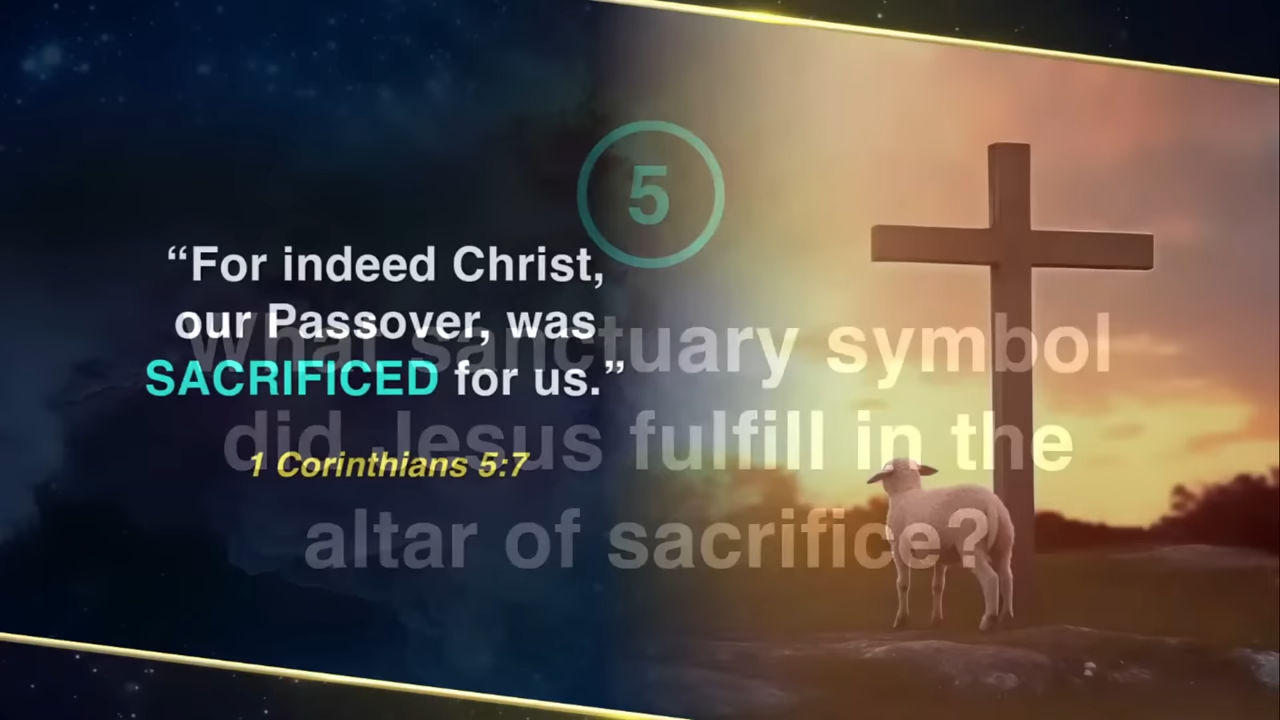 5
“For indeed Christ,
our Passover, was
SACRIFICED for us.”
1 Corinthians 5:7
What sanctuary symbol
did Jesus fulfill in the
altar of sacrifice?